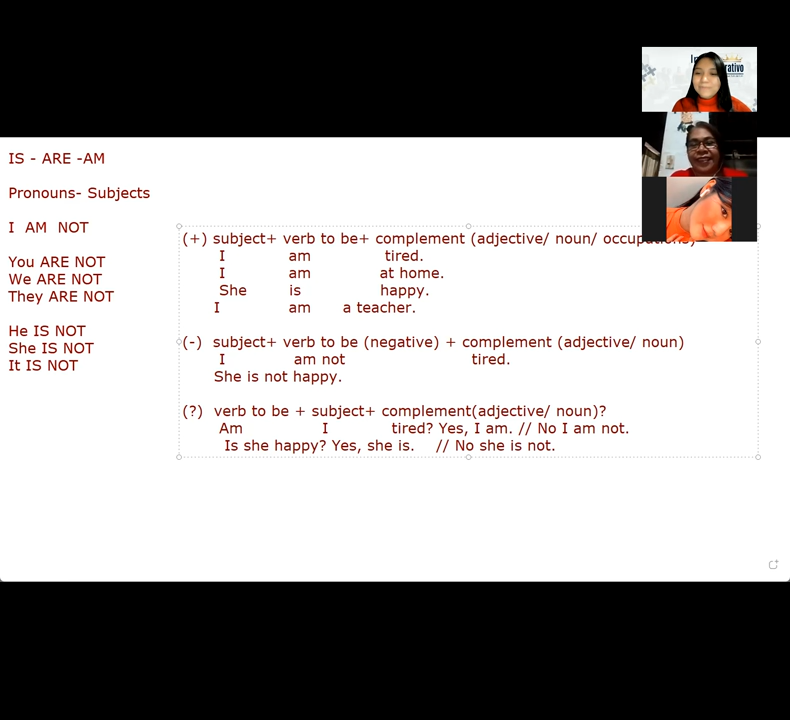 IS - ARE -AM
Pronouns- Subjects
I AM NOT
You ARE NOT
We ARE NOT
They ARE NOT
He IS NOT
She IS NOT
It IS NOT
(+) subject+ verb to be+ complement (adjective/ noun/
I am tired.
I am at home.
She is happy.
I am a teacher.
(-) subject+ verb to be (negative) + complement (adjective/ noun)
I am not tired.
She is not happy.
(?) verb to be + subject+ complement(adjective/ noun)?
Am I tired? Yes, I am. // No I am not.
Is she happy? Yes, she is. // No she is not.